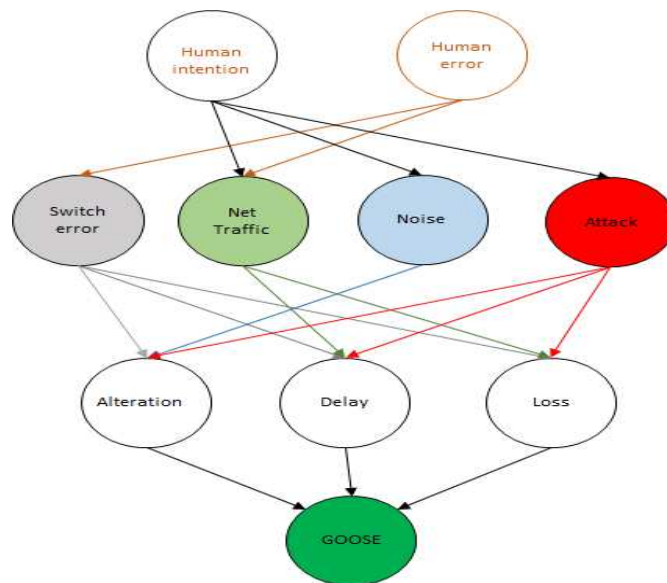 Human
intention
Human
error
Switch
error
Net
Traffic
Noise
Attack
Alteration
Delay
Loss
GOOSE